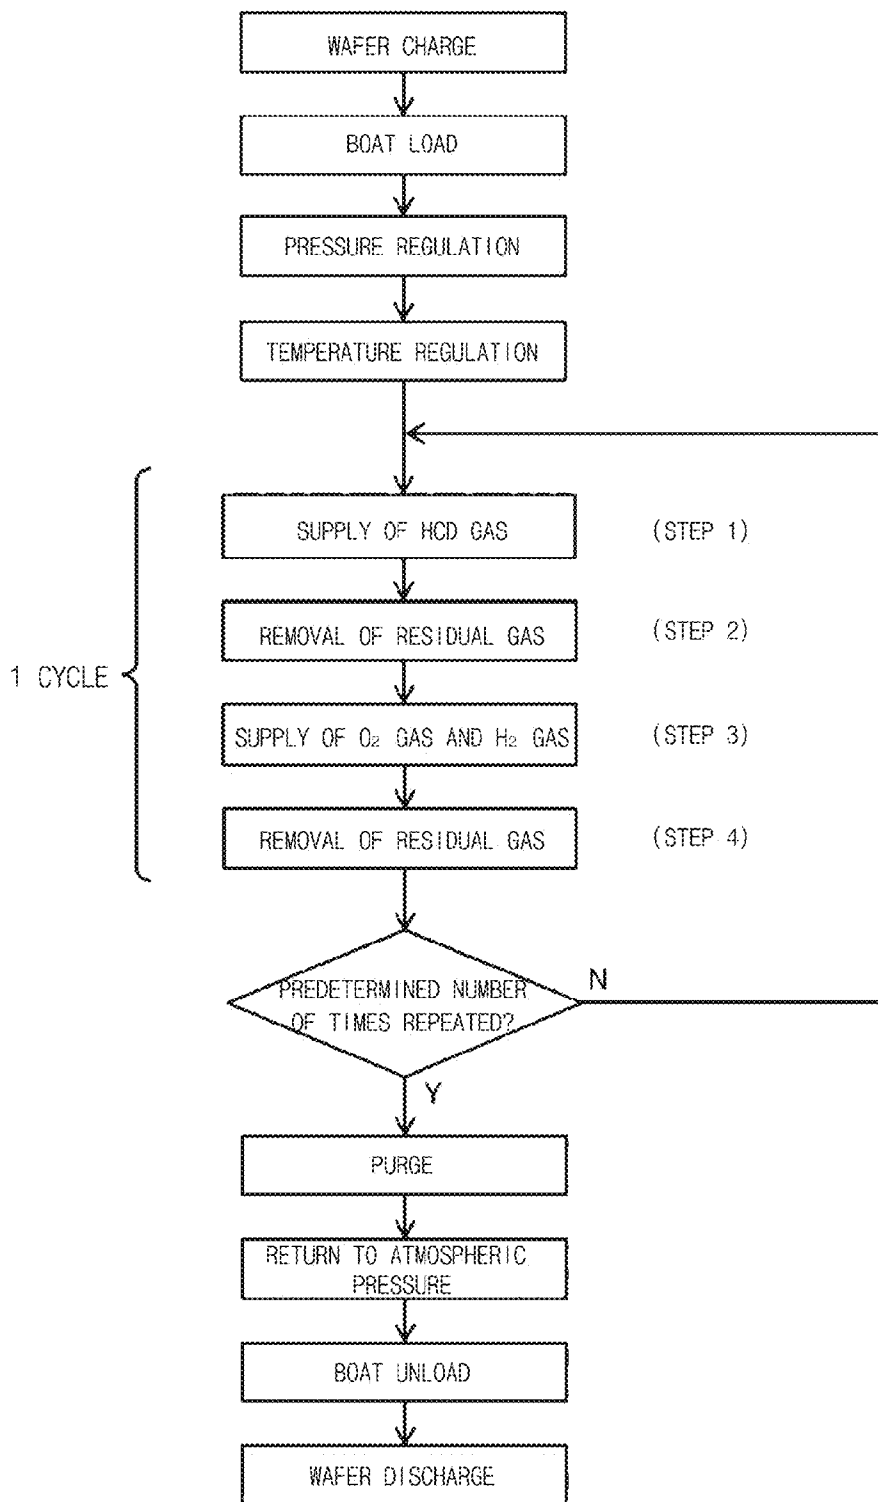 WAFER CHARGE
BOAT LOAD
PRESSURE REGULATION
TEMPERATURE REGULATION
SUPPLY OF HCD GAS (STEP 1)
REMOVAL OF RESIDUAL GAS (STEP 2)
1 CYCLE
SUPPLY OF O₂ GAS AND H₂ GAS (STEP 3)
REMOVAL OF RESIDUAL GAS (STEP 4)
PREDETERMINED NUMBER
OF TIMES REPEATED?
N
Y
PURGE
RETURN TO ATMOSPHERIC
PRESSURE
BOAT UNLOAD
WAFER DISCHARGE